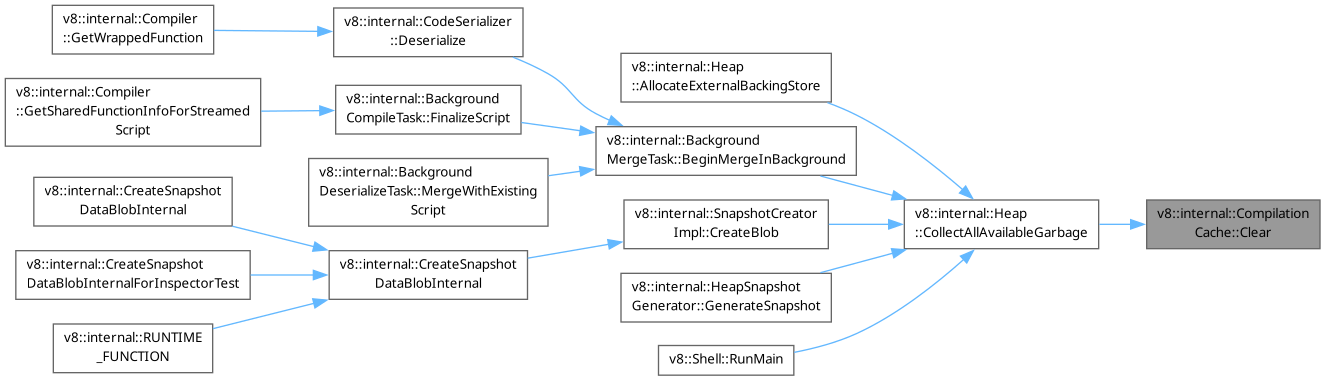 v8::internal::Compiler
::GetWrappedFunction
v8::internal::CodeSerializer
::Deserialize
v8::internal::Compiler
::GetSharedFunctionInfoForStreamed
Script
v8::internal::Background
CompileTask::FinalizeScript
v8::internal::Heap
::AllocateExternalBackingStore
v8::internal::Background
MergeTask::BeginMergeInBackground
v8::internal::Background
DeserializeTask::MergeWithExisting
Script
v8::internal::CreateSnapshot
DataBlobInternal
v8::internal::CreateSnapshot
DataBlobInternalForInspectorTest
v8::internal::RUNTIME
_FUNCTION
v8::internal::CreateSnapshot
DataBlobInternal
v8::internal::SnapshotCreator
Impl::CreateBlob
v8::internal::HeapSnapshot
Generator::GenerateSnapshot
v8::Shell::RunMain
v8::internal::Heap
::CollectAllAvailableGarbage
v8::internal::Compilation
Cache::Clear